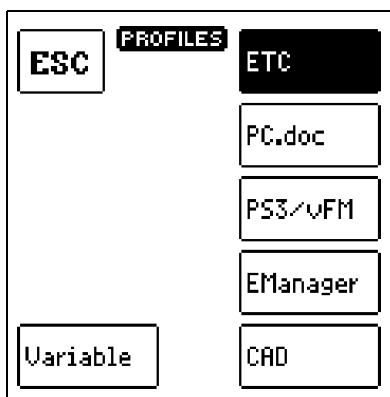 ESC
PROFILES
ETC
PC.doc
PS3/vFM
EManager
Variable
CAD